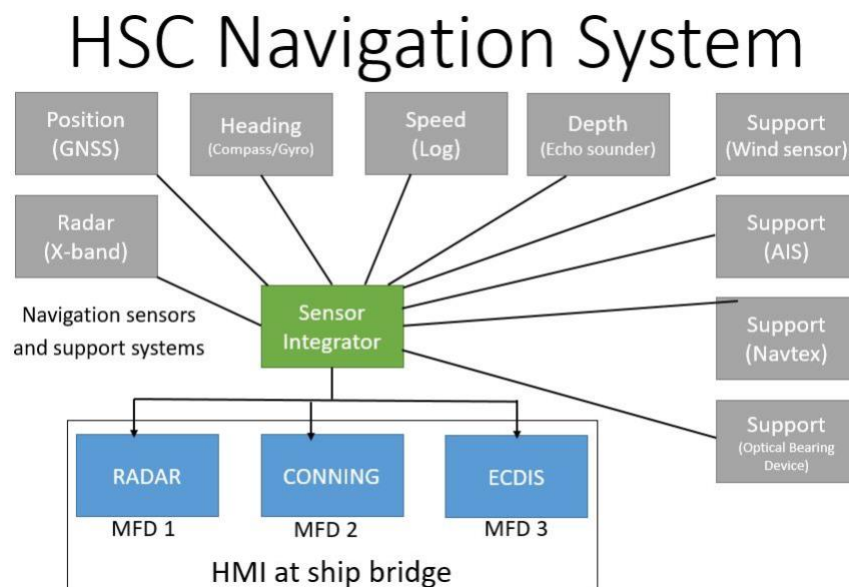 HSC Navigation System
Position
(GNSS)
Heading
(Compass/Gyro)
Speed
(Log)
Depth
(Echo sounder)
Support
(Wind sensor)
Radar
(X-band)
Support
(AIS)
Navigation sensors
and support systems
Sensor
Integrator
Support
(Navtex)
Support
(Optical Bearing
Device)
RADAR
CONNING
ECDIS
MFD 1
MFD 2
MFD 3
HMI at ship bridge